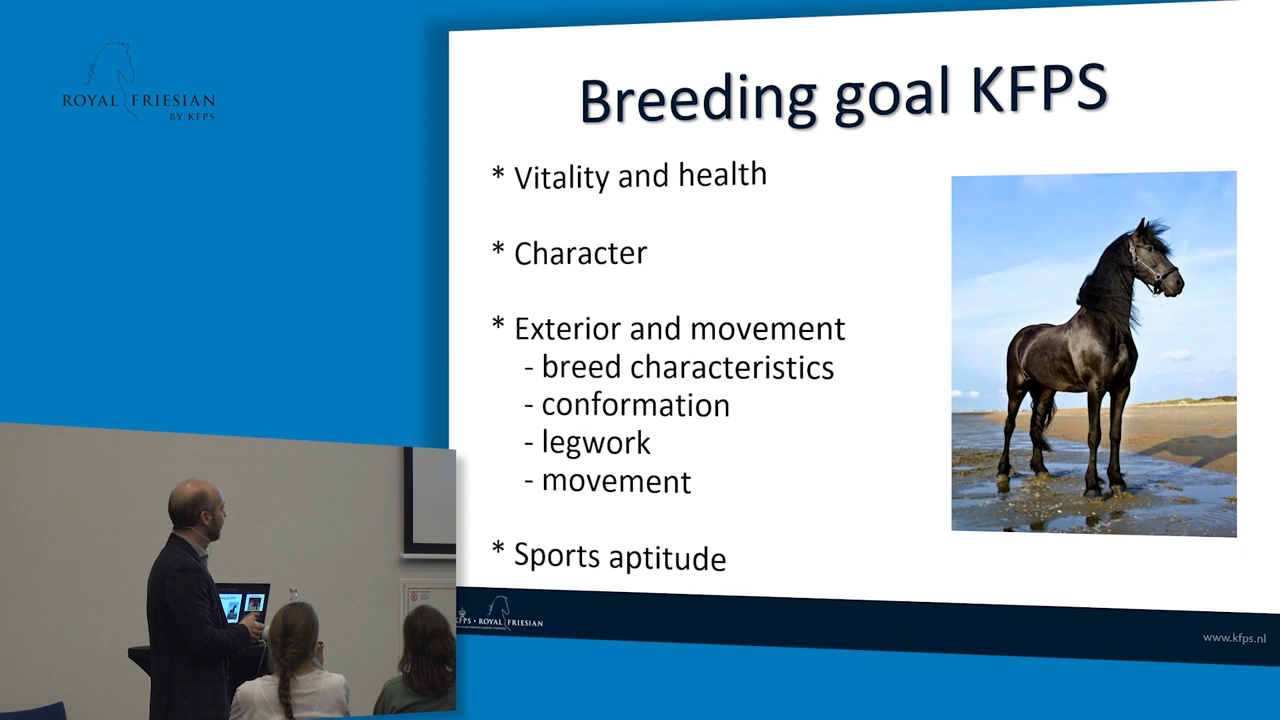 ROYAL FRIESIAN
BY KFPS
Breeding goal KFPS
* Vitality and health
* Character
* Exterior and movement
- breed characteristics
- conformation
- legwork
- movement
* Sports aptitude
KFPS • ROYAL FRIESIAN
www.kfps.nl